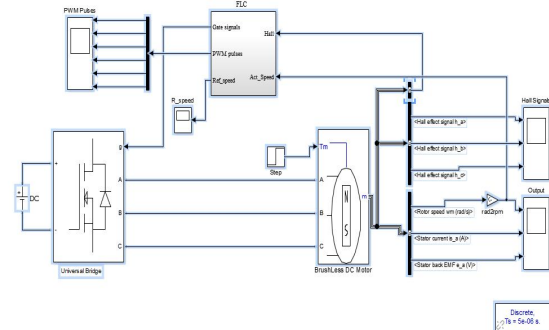 FLC
PWM Pulses
Gate signals
Hall
PWM pulses
Ref_speed
Act_Speed
R_speed
Hall Signals
<Hall effect signal h_a>
<Hall effect signal h_b>
<Hall effect signal h_c>
Step
Tm
g
+
DC
-
A
B
C
A
B
C
N
S
m
Universal Bridge
BrushLess DC Motor
Output
<Rotor speed wm (rad/s)>
rad2rpm
<Stator current is_a (A)>
<Stator back EMF e_a (V)>
Discrete,
Ts = 5e-06 s.